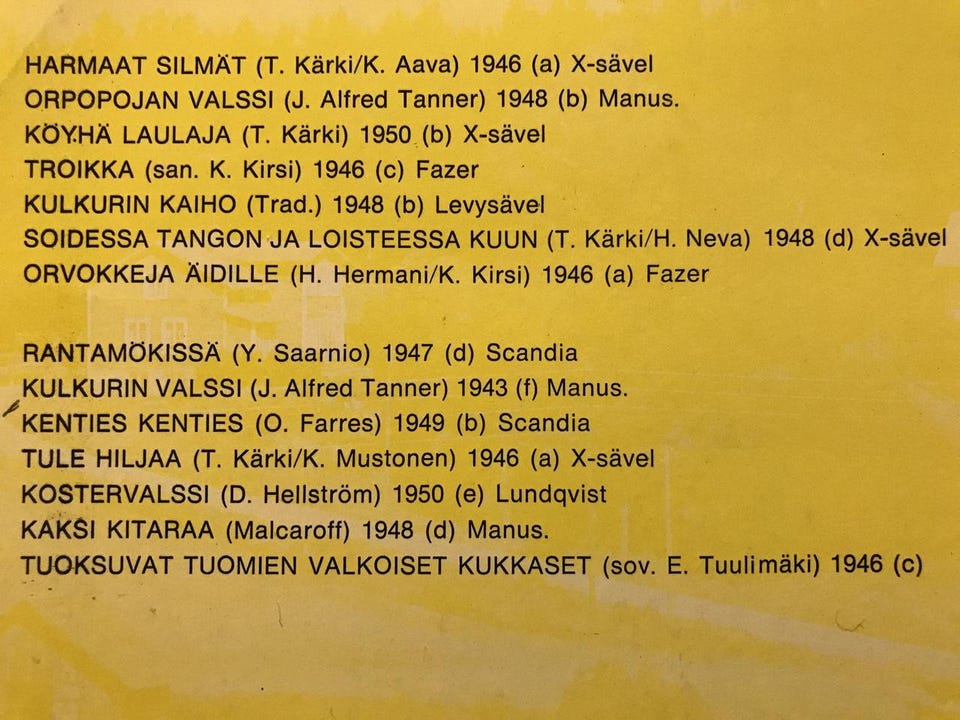 HARMAAT SILMÄT (T. Kärki/K. Aava) 1946 (a) X-sävel
ORPOPOJAN VALSSI (J. Alfred Tanner) 1948 (b) Manus.
KÖYHÄ LAULAJA (T. Kärki) 1950 (b) X-sävel
TROIKKA (san. K. Kirsi) 1946 (c) Fazer
KULKURIN KAIHO (Trad.) 1948 (b) Levysävel
SOIDESSA TANGON JA LOISTEESSA KUUN (T. Kärki/H. Neva) 1948 (d) X-sävel
ORVOKKEJA ÄIDILLE (H. Hermani/K. Kirsi) 1946 (a) Fazer
RANTAMÖKISSÄ (Y. Saarnio) 1947 (d) Scandia
KULKURIN VALSSI (J. Alfred Tanner) 1943 (f) Manus.
KENTIES KENTIES (O. Farres) 1949 (b) Scandia
TULE HILJAA (T. Kärki/K. Mustonen) 1946 (a) X-sävel
KOSTERVALSSI (D. Hellström) 1950 (e) Lundqvist
KAKSI KITARAA (Malcaroff) 1948 (d) Manus.
TUOKSUVAT TUOMIEN VALKOISET KUKKASET (sov. E. Tuulimäki) 1946 (c)